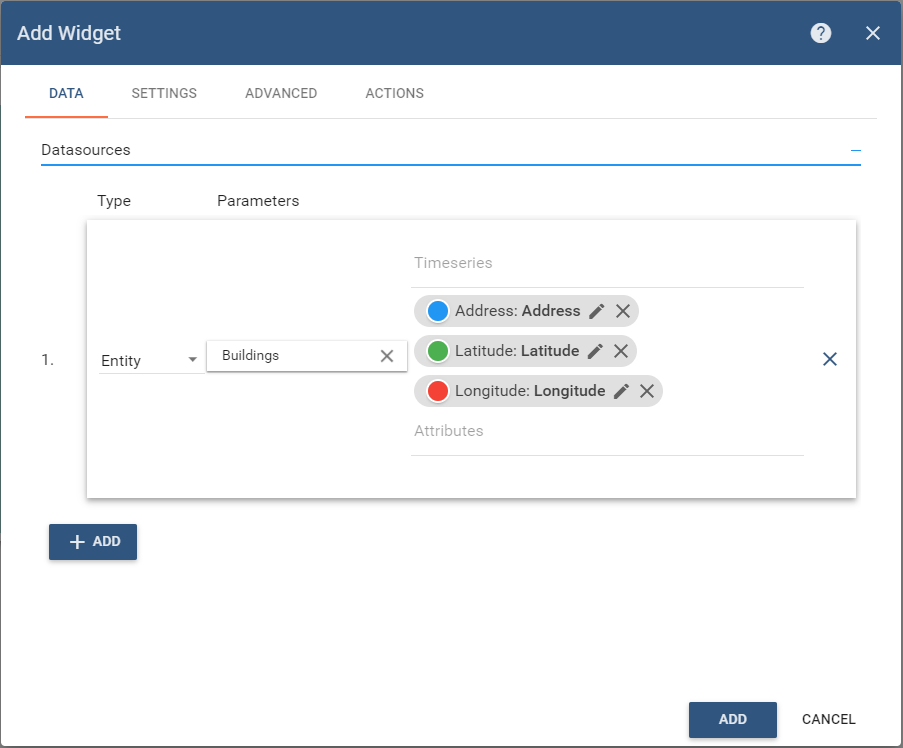 Add Widget
?
DATA SETTINGS ADVANCED ACTIONS
Datasources
Type Parameters
Timeseries
Address: Address
Latitude: Latitude
1. Entity Buildings
Longitude: Longitude
Attributes
+ ADD
ADD CANCEL